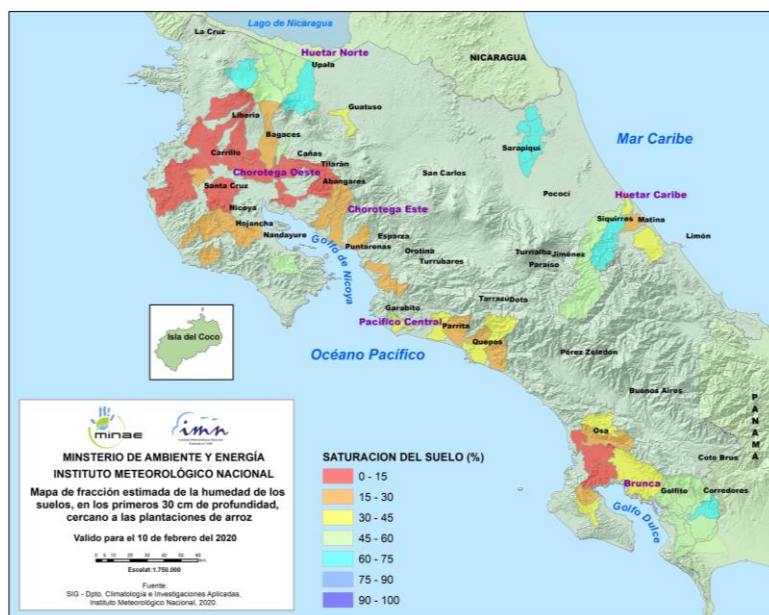 Lago de Nicaragua
La Cruz
Huetar Norte
Upala
NICARAGUA
Guatuso
Liberia
Bagaces
Mar Caribe
Carrillo
Cañas
Tilarán
Sarapiqui
Chorotega Oeste
Abangares
San Carlos
Santa Cruz
Pococí
Huetar Caribe
Nicoya
Chorotega Este
Siquirres
Matina
Hojancha
Limón
Nandayure
Golfo de Nicoya
Puntarenas
Esparza
Orotina
Turrubares
Turrialba
Jiménez
Paraíso
Garabito
Tarrazú
Dota
Isla del Coco
Pacifico Central
Parrita
Océano Pacífico
Quepos
Pérez Zeledón
Buenos Aires
PANAMA
Osa
Coto Brus
Brunca
Golfito
Corredores
Golfo Dulce
minae
imn
MINSTERIO DE AMBIENTE Y ENERGÍA
INSTITUTO METEOROLÓGICO NACIONAL
Mapa de fracción estimada de la humedad de los
suelos, en los primeros 30 cm de profundidad,
cercano a las plantaciones de arroz
Valido para el 10 de febrero del 2020
Escalat:1.750.000
Fuente:
SIG - Dpto. Climatología e Investigaciones Aplicadas,
Instituto Meteorológico Nacional, 2020.
SATURACION DEL SUELO (%)
0 - 15
15 - 30
30 - 45
45 - 60
60 - 75
75 - 90
90 - 100